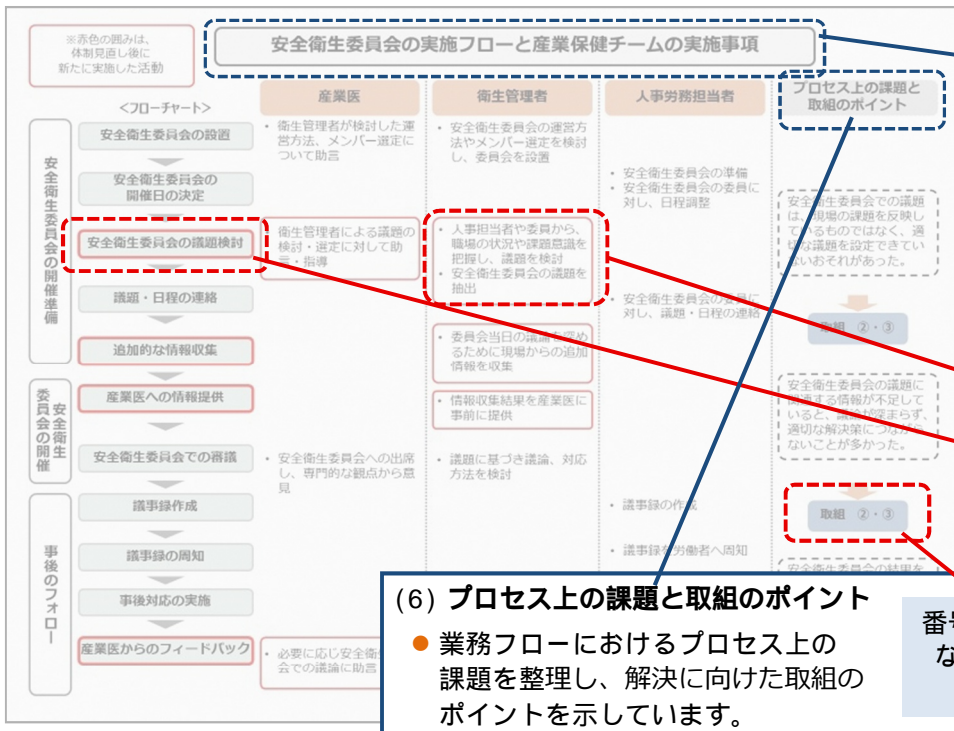 ※赤色の囲みは、
体制見直し後に
新たに実施した活動
安全衛生委員会の実施フローと産業保健チームの実施事項
<フローチャート>
産業医
衛生管理者
人事労務担当者
プロセス上の課題と
取組のポイント
安全衛生委員会の開催準備
安全衛生委員会の設置
・衛生管理者が検討した運
営方法、メンバー選定に
ついて助言
・安全衛生委員会の運営方
法やメンバー選定を検討
し、委員会を設置
安全衛生委員会の
開催日の決定
・安全衛生委員会の準備
・安全衛生委員会の委員に
対し、日程調整
安全衛生委員会の議題検討
・衛生管理者による議題の
検討・選定に対して助
言・指導
・人事担当者や委員から、
職場の状況や課題意識を
把握し、議題を検討
・安全衛生委員会の議題を
抽出
安全衛生委員会での議題
は、現場の課題を反映し
ているものではなく、適
切な議題を設定できてい
ないおそれがあった。
議題・日程の連絡
・安全衛生委員会の委員に
対し、議題・日程の連絡
取組 ②・③
追加的な情報収集
・委員会当日の議論を深め
るために現場からの追加
情報を収集
安全衛生
委員会の開催
産業医への情報提供
・情報収集結果を産業医に
事前に提供
安全衛生委員会の議題に
関連する情報が不足して
いると、議論が深まらず、
適切な解決策につながら
ないことが多かった。
安全衛生委員会での審議
・安全衛生委員会への出席
し、専門的な観点から意
見
・議題に基づき議論、対応
方法を検討
取組 ②・③
事後のフォロー
議事録作成
・議事録の作成
議事録の周知
・議事録を労働者へ周知
安全衛生委員会の結果を
事後対応の実施
産業医からのフィードバック
・必要に応じ安全衛
会での議論に助言
(6) プロセス上の課題と取組のポイント
● 業務フローにおけるプロセス上の
課題を整理し、解決に向けた取組の
ポイントを示しています。
番号
な